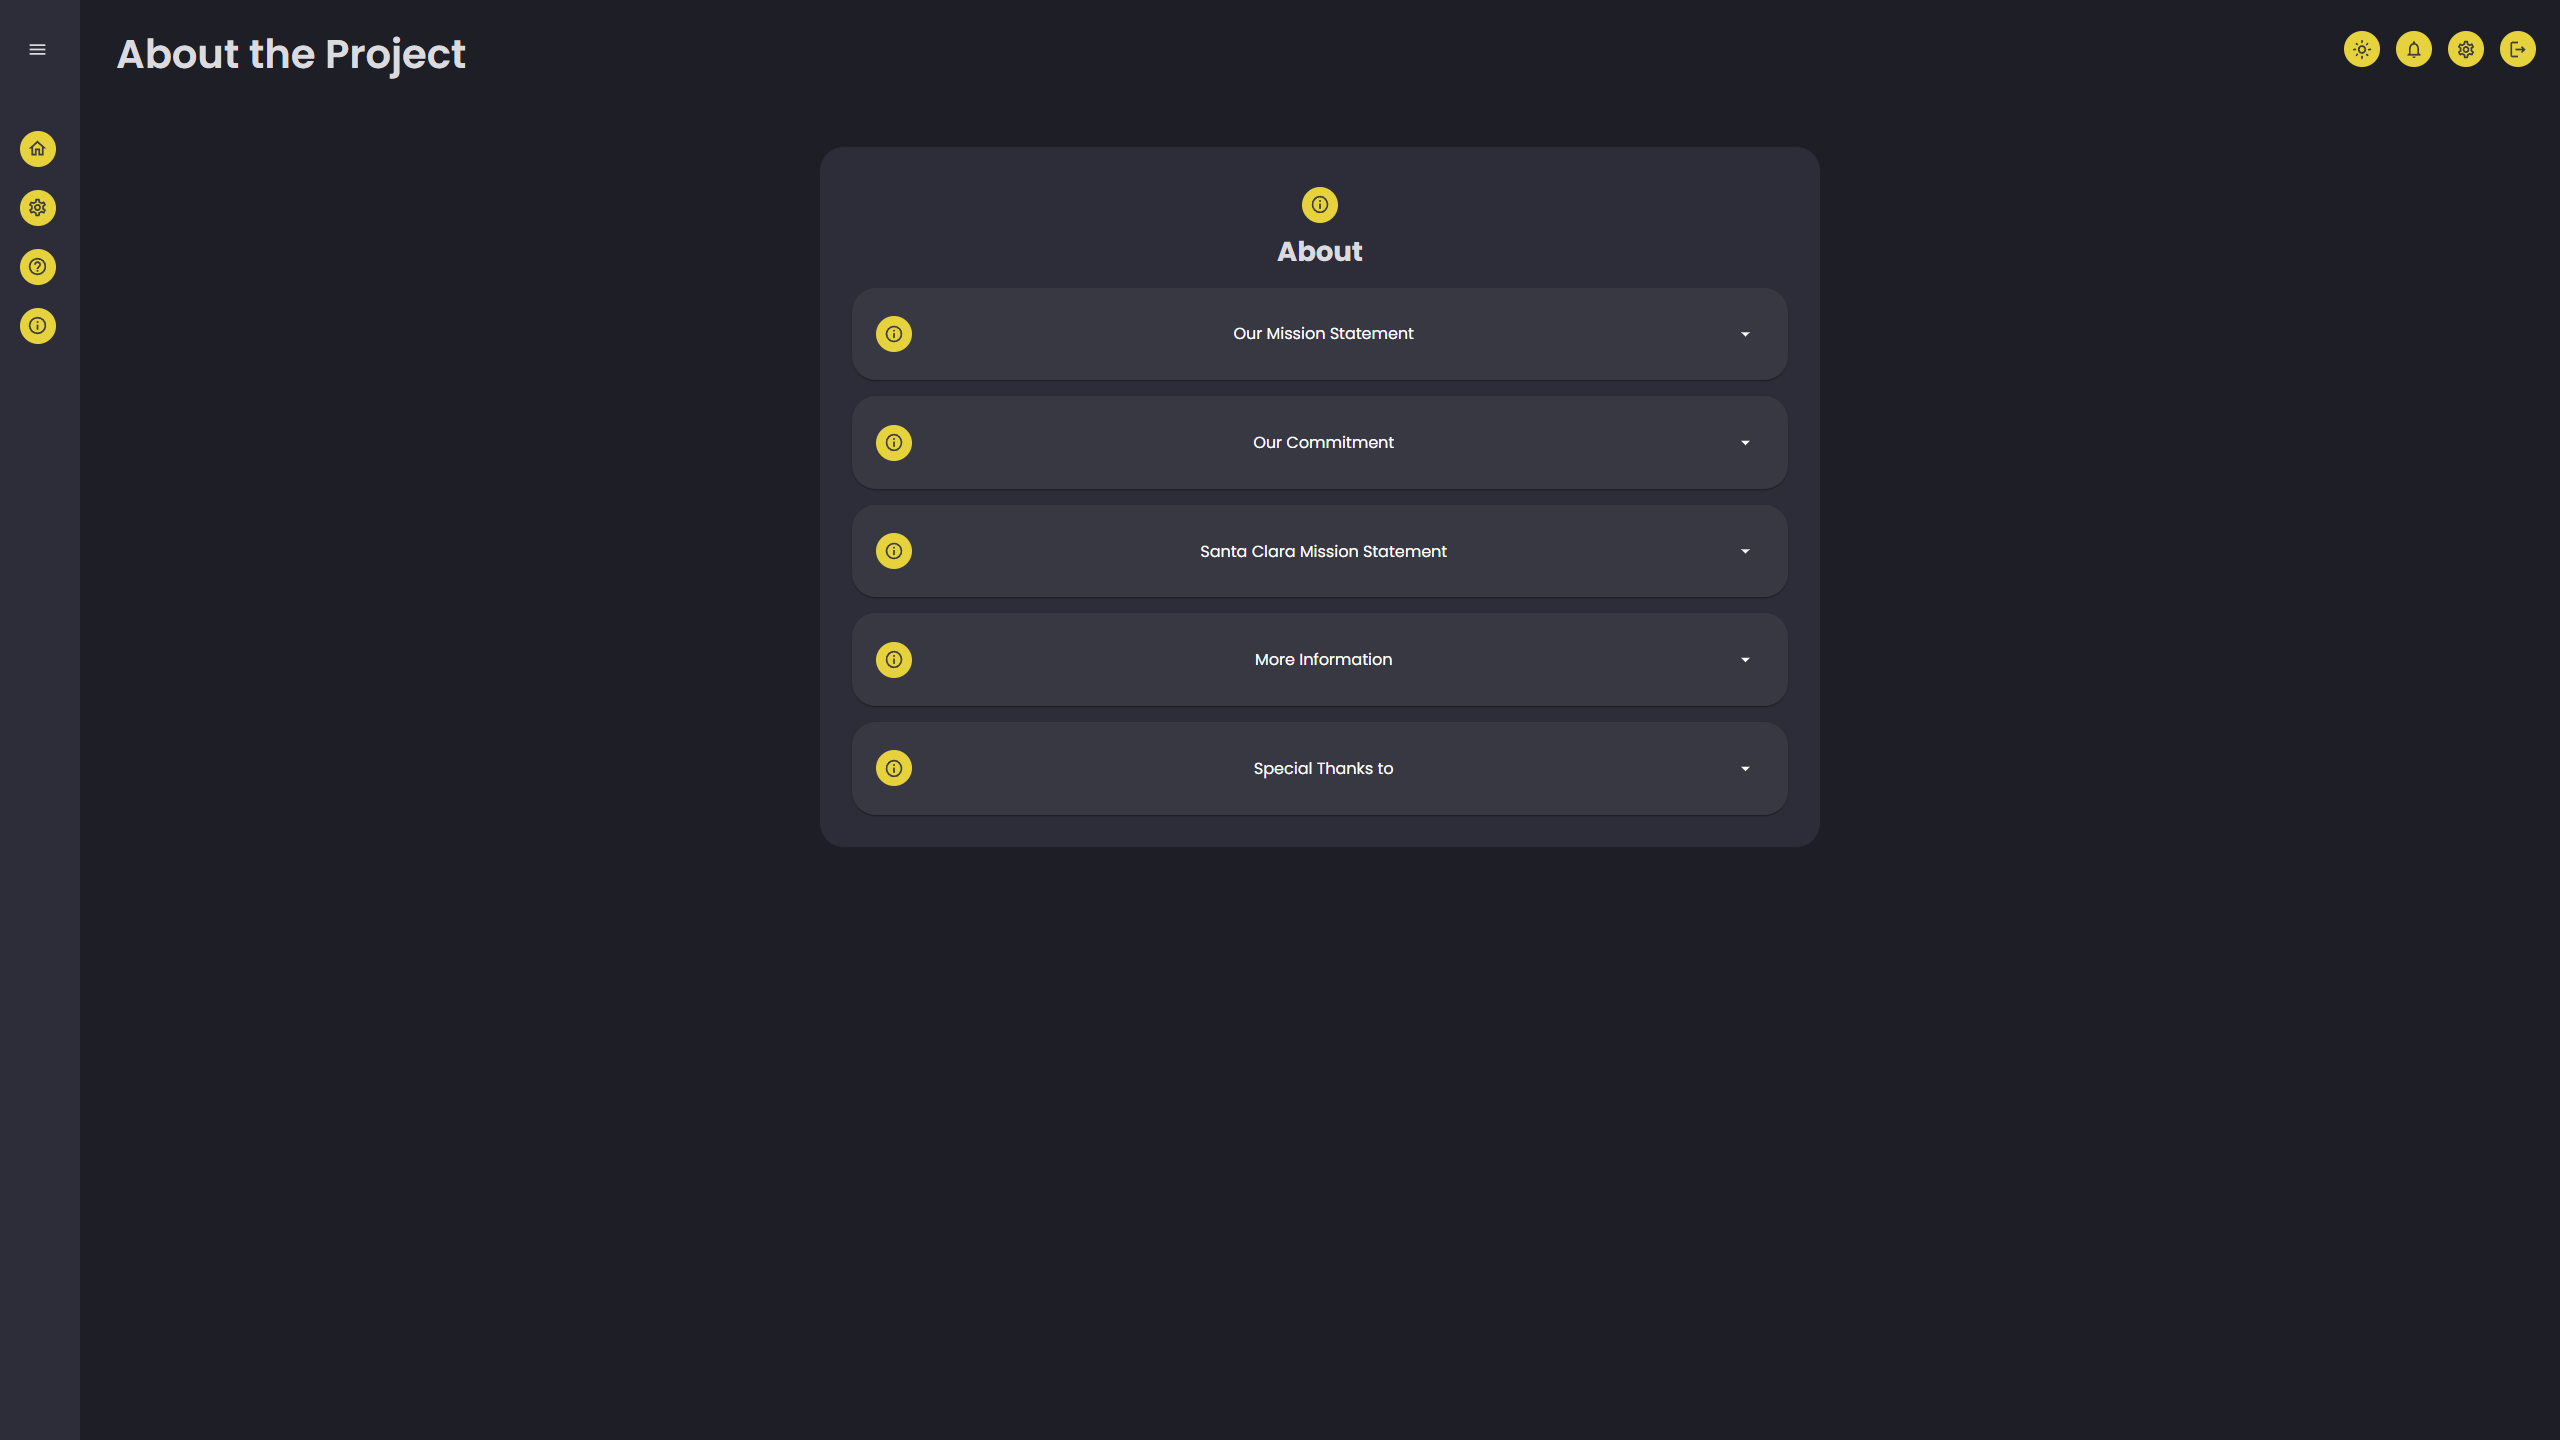 About the Project
About
Our Mission Statement
Our Commitment
Santa Clara Mission Statement
More Information
Special Thanks to